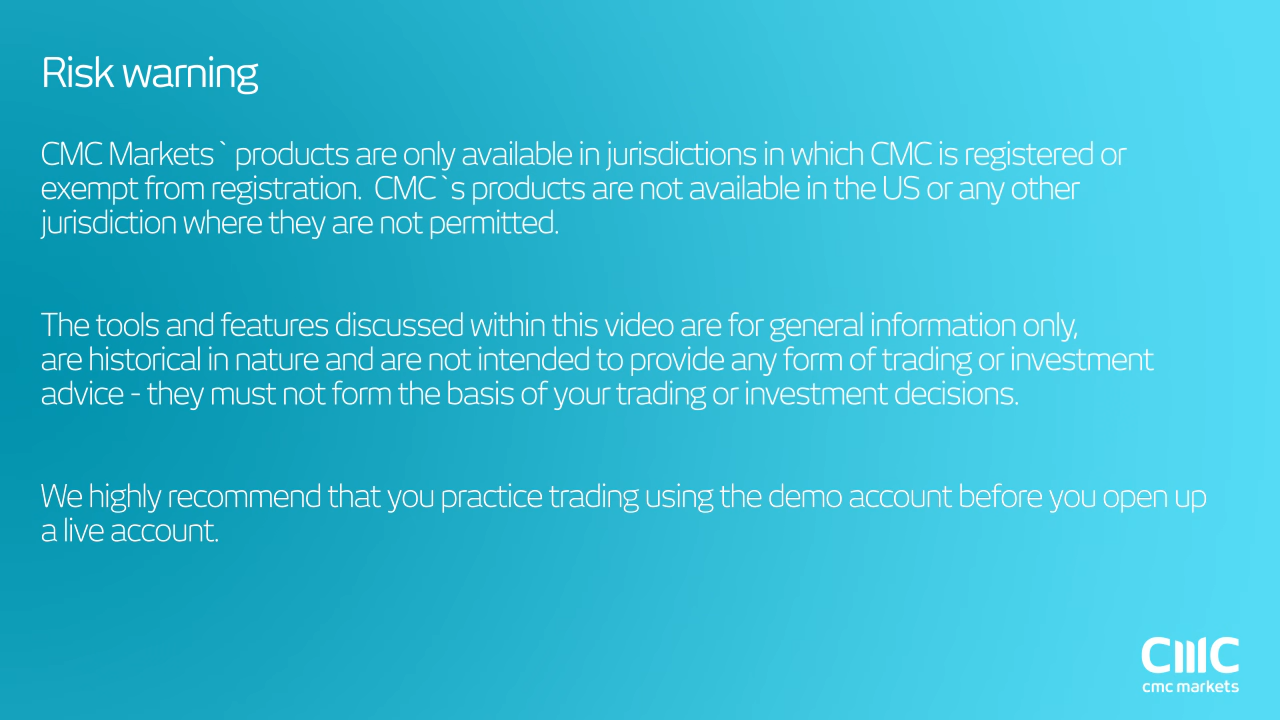 Risk warning
CMC Markets` products are only available in jurisdictions in which CMC is registered or
exempt from registration.  CMC`s products are not available in the US or any other
jurisdiction where they are not permitted.
The tools and features discussed within this video are for general information only,
are historical in nature and are not intended to provide any form of trading or investment
advice - they must not form the basis of your trading or investment decisions.
We highly recommend that you practice trading using the demo account before you open up
a live account.
CMC
cmc markets